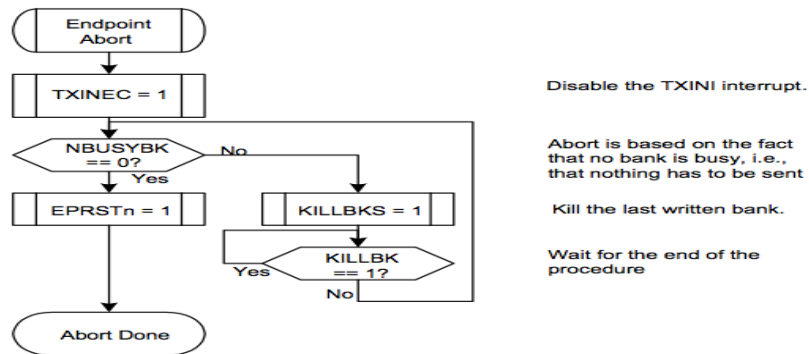 Endpoint
Abort
TXINEC = 1
Disable the TXINI interrupt.
NBUSYBK
== 0?
No
Yes
Abort is based on the fact
that no bank is busy, i.e.,
that nothing has to be sent
EPRSTn = 1
KILLBKS = 1
Kill the last written bank.
KILLBK
== 1?
Yes
No
Wait for the end of the
procedure
Abort Done